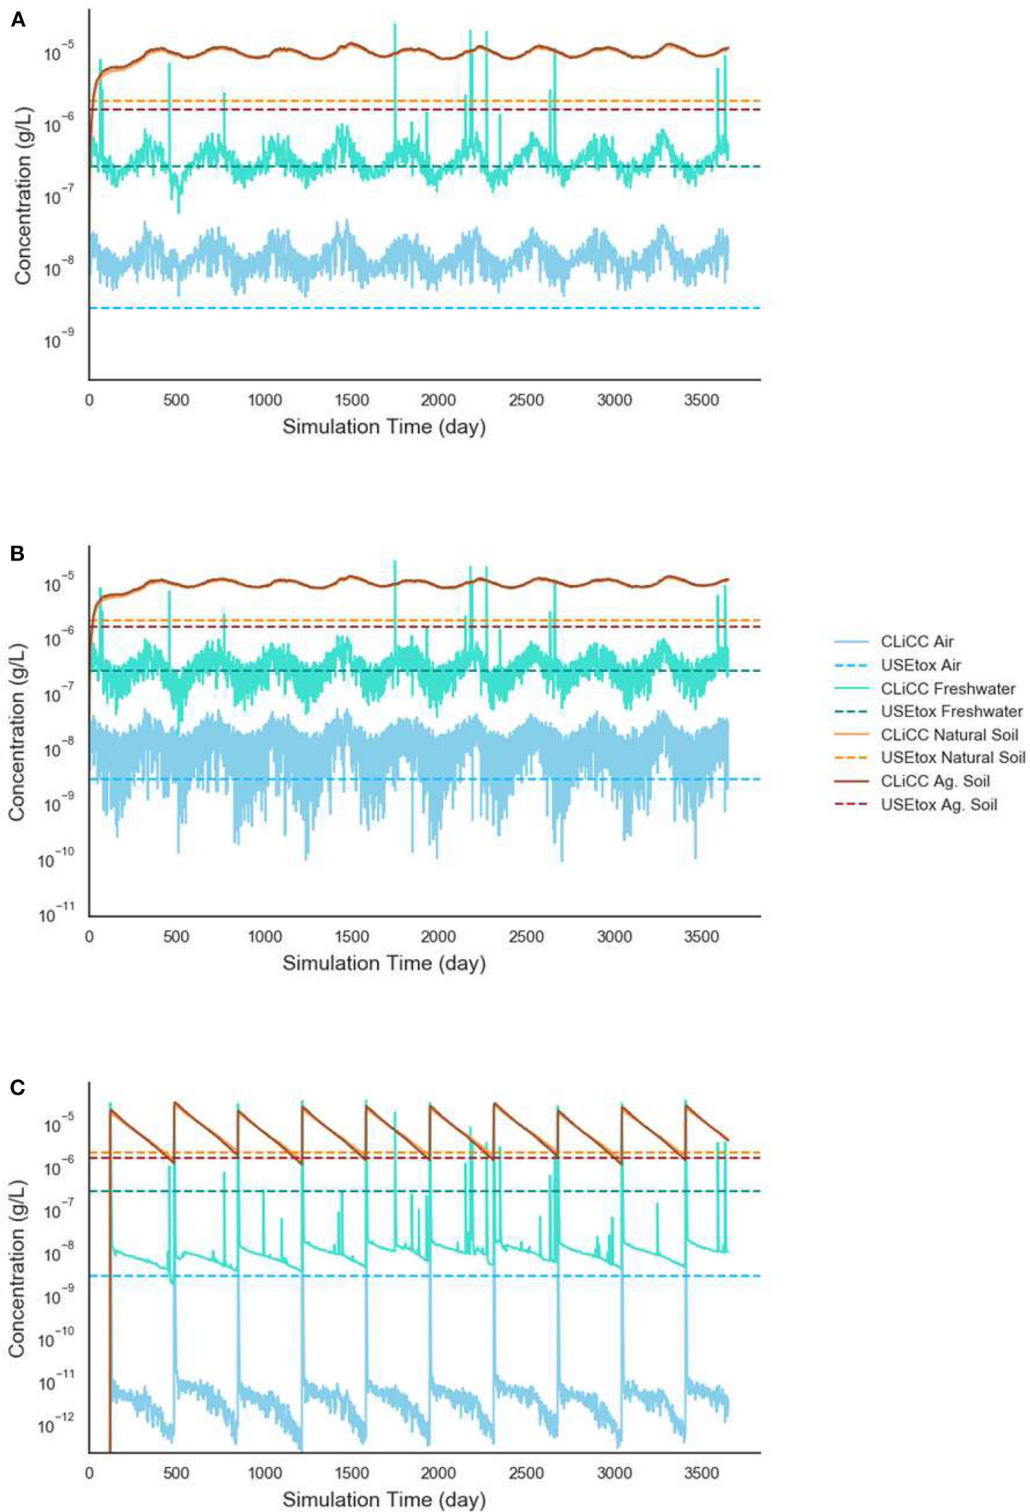 A
Concentration (g/L)
10⁻⁵
10⁻⁶
10⁻⁷
10⁻⁸
10⁻⁹
0 500 1000 1500 2000 2500 3000 3500
Simulation Time (day)
B
Concentration (g/L)
10⁻⁵
10⁻⁶
10⁻⁷
10⁻⁸
10⁻⁹
10⁻¹⁰
10⁻¹¹
0 500 1000 1500 2000 2500 3000 3500
Simulation Time (day)
CLiCC Air
USEtox Air
CLiCC Freshwater
USEtox Freshwater
CLiCC Natural Soil
USEtox Natural Soil
CLiCC Ag. Soil
USEtox Ag. Soil
C
Concentration (g/L)
10⁻⁵
10⁻⁶
10⁻⁷
10⁻⁸
10⁻⁹
10⁻¹⁰
10⁻¹¹
10⁻¹²
0 500 1000 1500 2000 2500 3000 3500
Simulation Time (day)